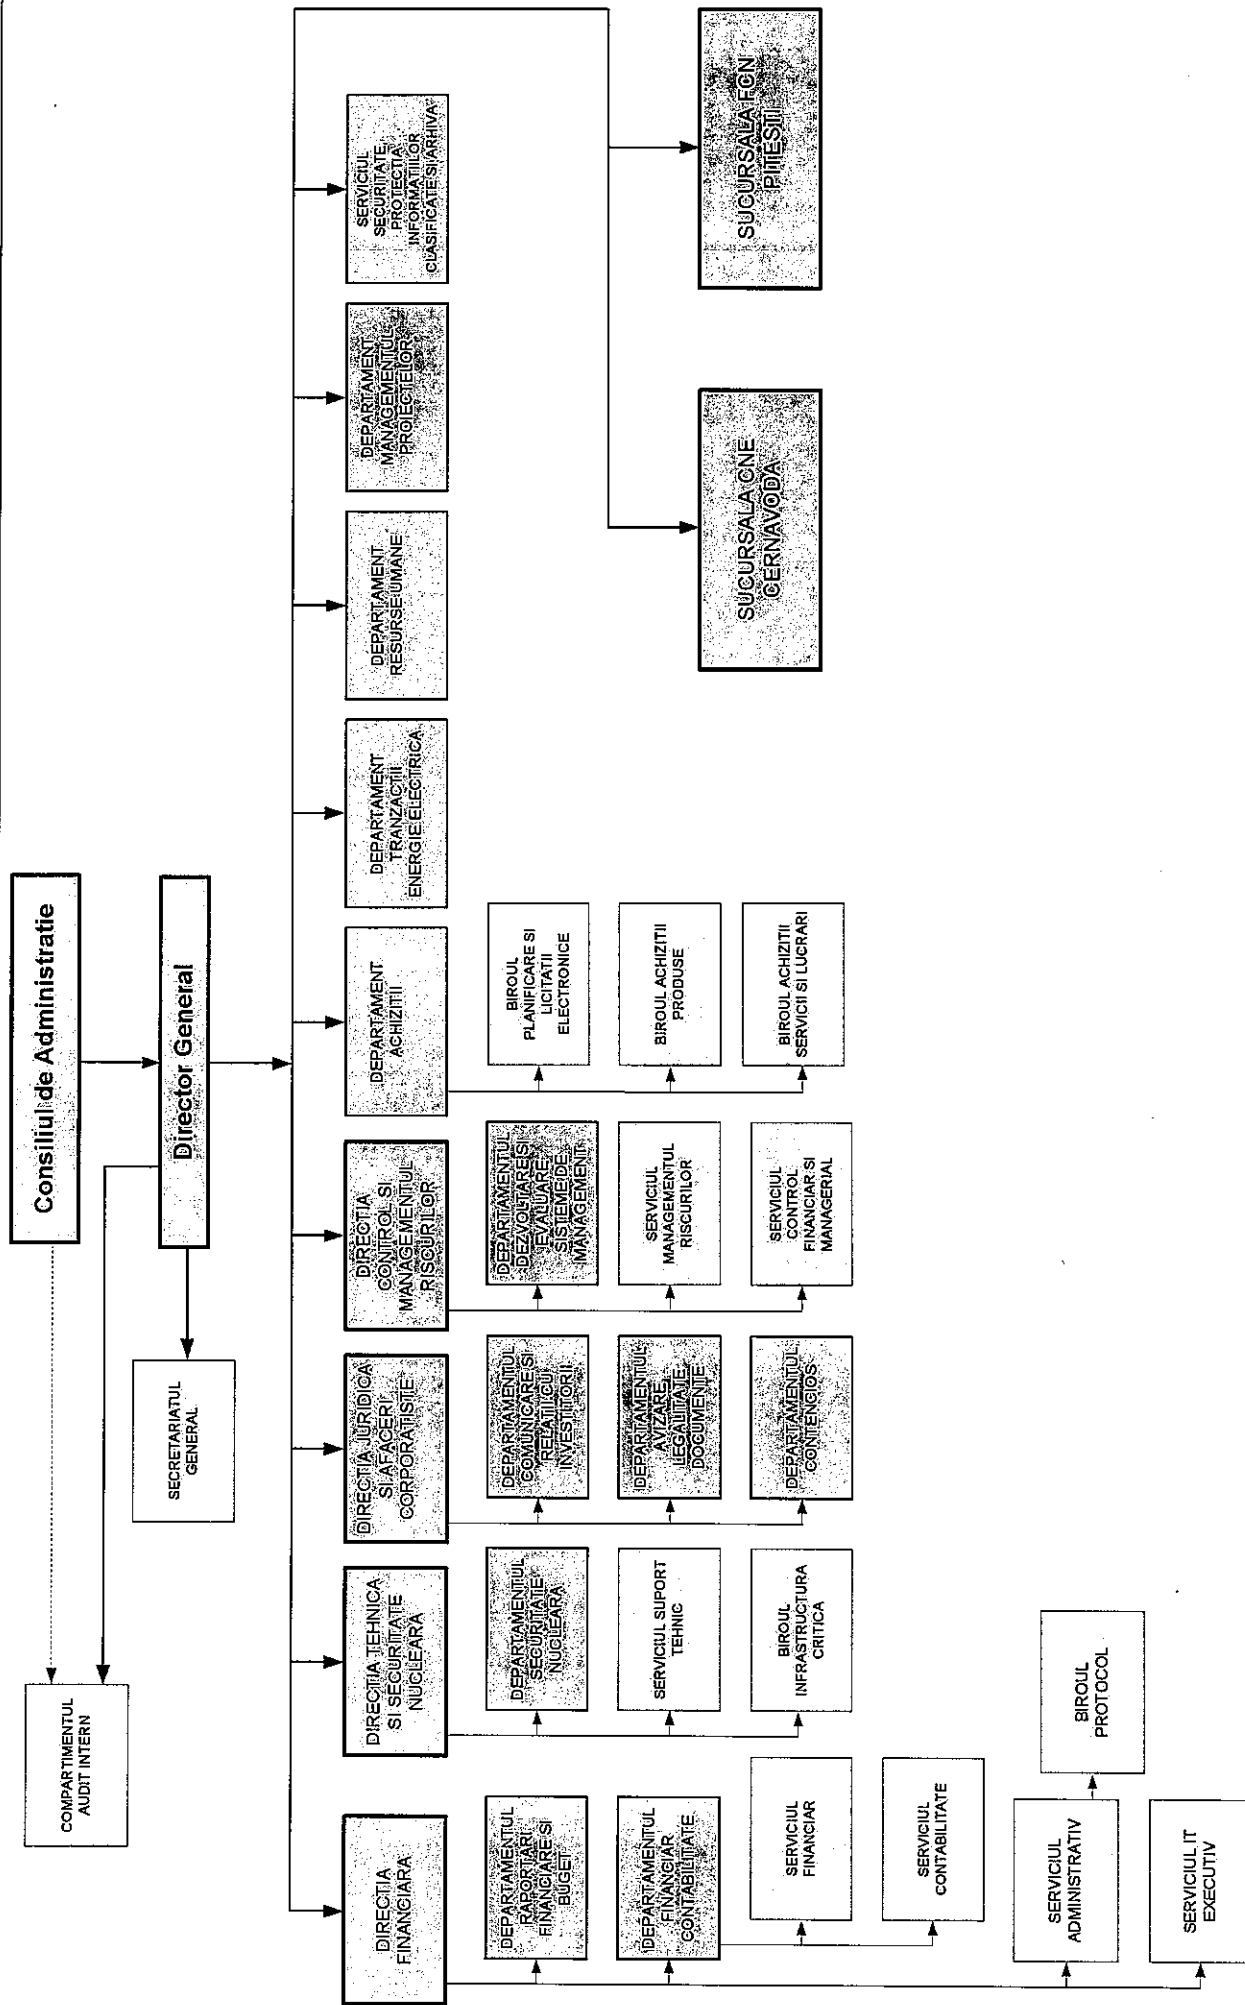 Consiliul de Administratie
Director General
COMPARTIMENTUL
AUDIT INTERN
SECRETARIATUL
GENERAL
DIRECTIA
FINANCIARA
DIRECTIA TEHNICA
SI SECURITATE
NUCLEARA
DIRECTIA JURIDICA
SI AFACERI
CORPORATISTE
DIRECTIA
CONTROL SI
MANAGEMENTUL
RISCURILOR
DEPARTAMENT
ACHIZITII
DEPARTAMENT
TRANZACTII
ENERGIE ELECTRICA
DEPARTAMENT
RESURSE UMANE
DEPARTAMENT
MANAGEMENTUL
PROIECTELOR
SERVICIUL
SECURITATE
PROTECTIA
INFORMATIILOR
CLASIFICATE SI ARHIVA
DEPARTAMENTUL
RAPORTARI
FINANCIARE SI
BUGET
DEPARTAMENTUL
FINANCIAR
CONTABILITATE
SERVICIUL
FINANCIAR
SERVICIUL
CONTABILITATE
SERVICIUL
ADMINISTRATIV
BIROUL
PROTOCOL
SERVICIUL IT
EXECUTIV
DEPARTAMENTUL
SECURITATE
NUCLEARA
SERVICIUL SUPORT
TEHNIC
BIROUL
INFRASTRUCTURA
CRITICA
DEPARTAMENTUL
COMUNICARE SI
RELATII CU
INVESTITORII
DEPARTAMENTUL
AVIZARE
LEGALITATE
DOCUMENTE
DEPARTAMENTUL
CONTENCIOS
DEPARTAMENTUL
DEZVOLTARE SI
EVALUARE
SISTEME DE
MANAGEMENT
SERVICIUL
MANAGEMENTUL
RISCURILOR
SERVICIUL
CONTROL
FINANCIAR SI
MANAGERIAL
BIROUL
PLANIFICARE SI
LICITATII
ELECTRONICE
BIROUL ACHIZITII
PRODUSE
BIROUL ACHIZITII
SERVICII SI LUCRARI
SUCURSALA CNE
CERNAVODA
SUCURSALA FCN
PITESTI